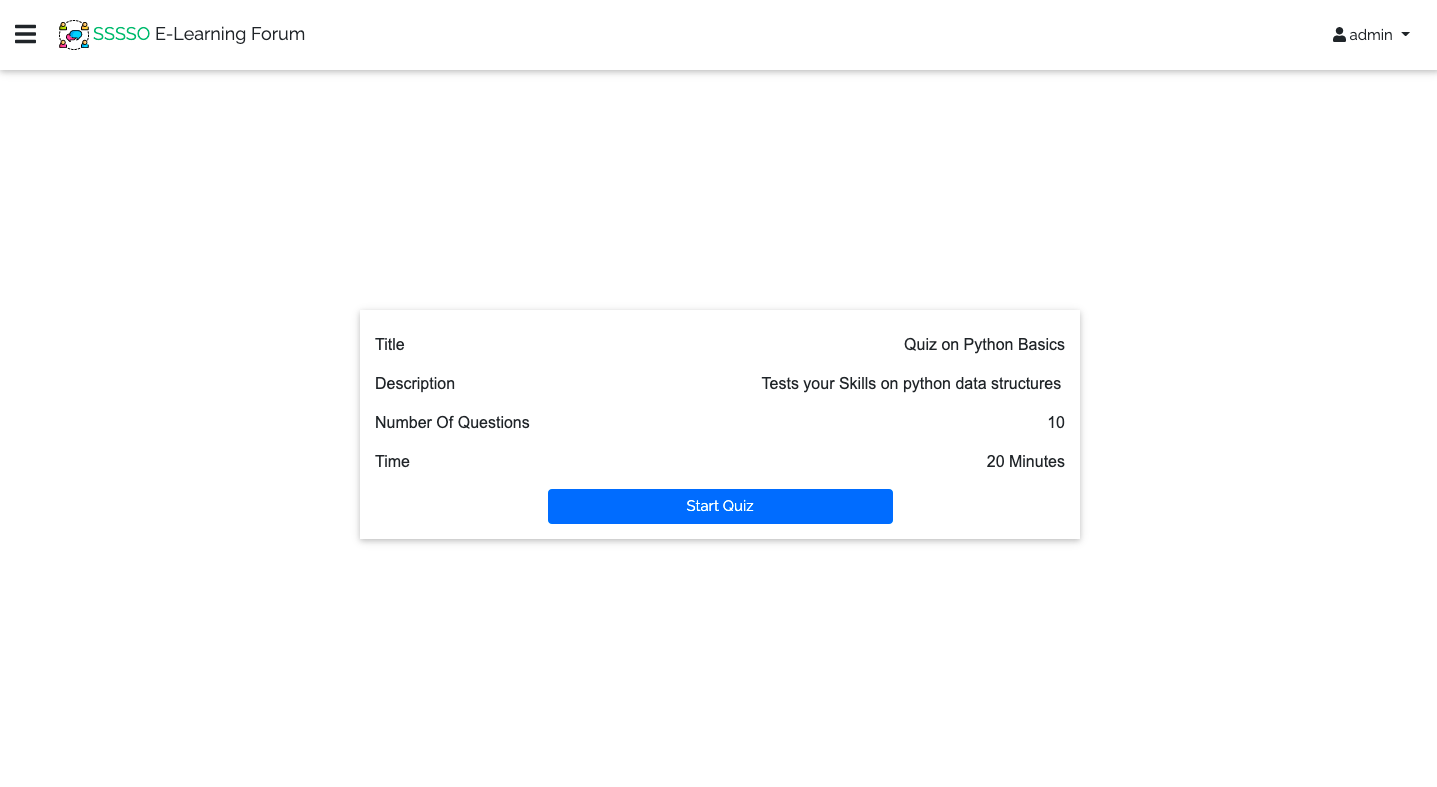 SSSSO E-Learning Forum
admin
Title Quiz on Python Basics
Description Tests your Skills on python data structures
Number Of Questions 10
Time 20 Minutes
Start Quiz